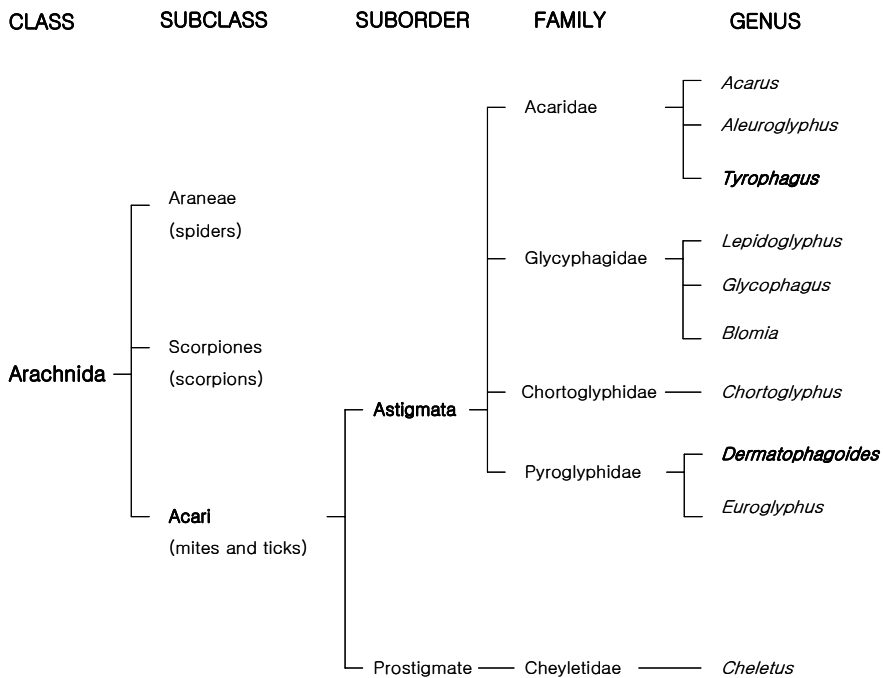 CLASS SUBCLASS SUBORDER FAMILY GENUS
Acarus
Acaridae
Aleuroglyphus
Tyrophagus
Araneae
(spiders)
Lepidoglyphus
Glycyphagidae
Glycophagus
Blomia
Scorpiones
(scorpions)
Arachnida
Chortoglyphidae Chortoglyphus
Astigmata
Dermatophagoides
Pyroglyphidae
Euroglyphus
Acari
(mites and ticks)
Prostigmate Cheyletidae Cheletus